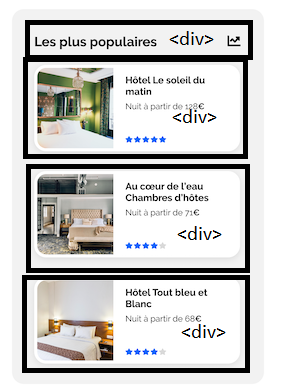 Les plus populaires <div>
Hôtel Le soleil du
matin
Nuit à partir de 128€
<div>
Au cœur de l'eau
Chambres d'hôtes
Nuit à partir de 71€
<div>
Hôtel Tout bleu et
Blanc
Nuit à partir de 68€
<div>